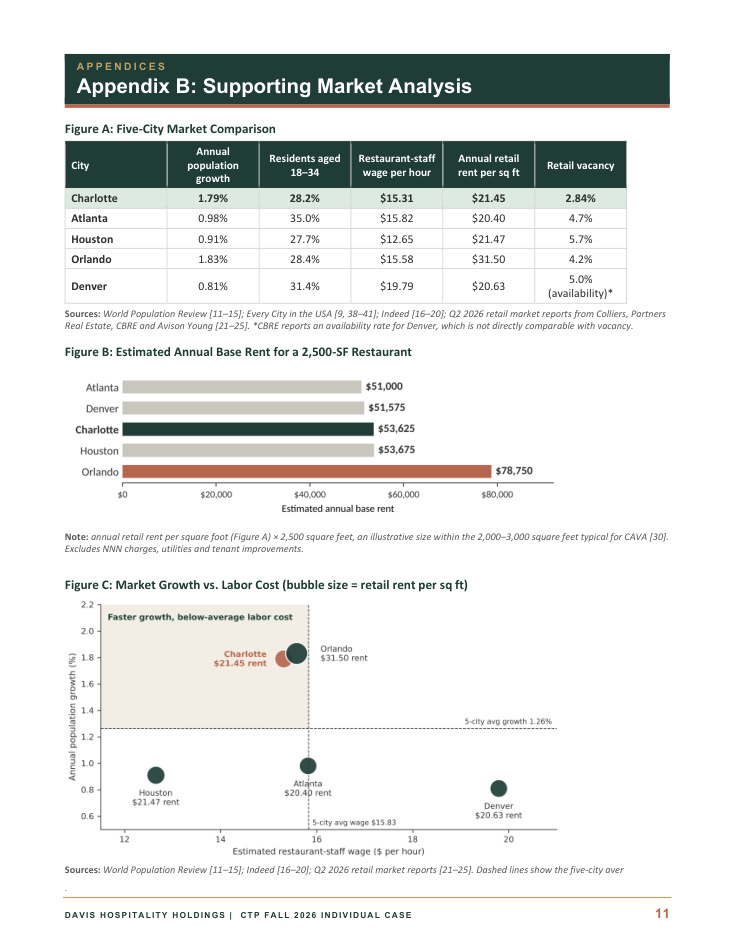 APPENDICES
Appendix B: Supporting Market Analysis
Figure A: Five-City Market Comparison
City | Annual population growth | Residents aged 18–34 | Restaurant-staff wage per hour | Annual retail rent per sq ft | Retail vacancy
Charlotte | 1.79% | 28.2% | $15.31 | $21.45 | 2.84%
Atlanta | 0.98% | 35.0% | $15.82 | $20.40 | 4.7%
Houston | 0.91% | 27.7% | $12.65 | $21.47 | 5.7%
Orlando | 1.83% | 28.4% | $15.58 | $31.50 | 4.2%
Denver | 0.81% | 31.4% | $19.79 | $20.63 | 5.0% (availability)*
Sources: World Population Review [11–15]; Every City in the USA [9, 38–41]; Indeed [16–20]; Q2 2026 retail market reports from Colliers, Partners
Real Estate, CBRE and Avison Young [21–25]. *CBRE reports an availability rate for Denver, which is not directly comparable with vacancy.
Figure B: Estimated Annual Base Rent for a 2,500-SF Restaurant
Atlanta $51,000
Denver $51,575
Charlotte $53,625
Houston $53,675
Orlando $78,750
$0 $20,000 $40,000 $60,000 $80,000
Estimated annual base rent
Note: annual retail rent per square foot (Figure A) × 2,500 square feet, an illustrative size within the 2,000–3,000 square feet typical for CAVA [30].
Excludes NNN charges, utilities and tenant improvements.
Figure C: Market Growth vs. Labor Cost (bubble size = retail rent per sq ft)
Annual population growth (%)
2.2
2.0
1.8
1.6
1.4
1.2
1.0
0.8
0.6
Faster growth, below-average labor cost
Charlotte
$21.45 rent
Orlando
$31.50 rent
5-city avg growth 1.26%
Houston
$21.47 rent
Atlanta
$20.40 rent
Denver
$20.63 rent
5-city avg wage $15.83
12 14 16 18 20
Estimated restaurant-staff wage ($ per hour)
Sources: World Population Review [11–15]; Indeed [16–20]; Q2 2026 retail market reports [21–25]. Dashed lines show the five-city aver
.
DAVIS HOSPITALITY HOLDINGS | CTP FALL 2026 INDIVIDUAL CASE 11